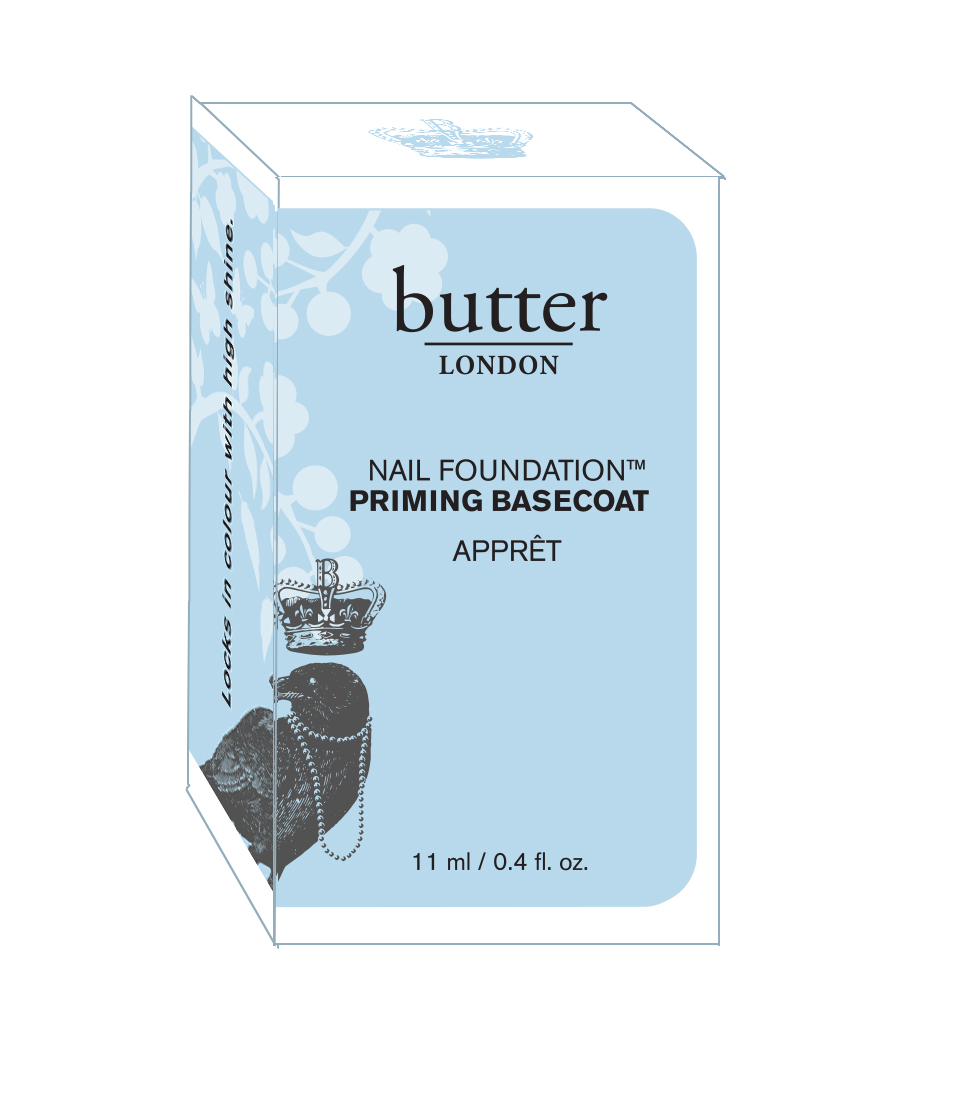 butter
LONDON
NAIL FOUNDATION™
PRIMING BASECOAT
APPRÊT
B
11 ml / 0.4 fl. oz.
Locks in colour with high shine.